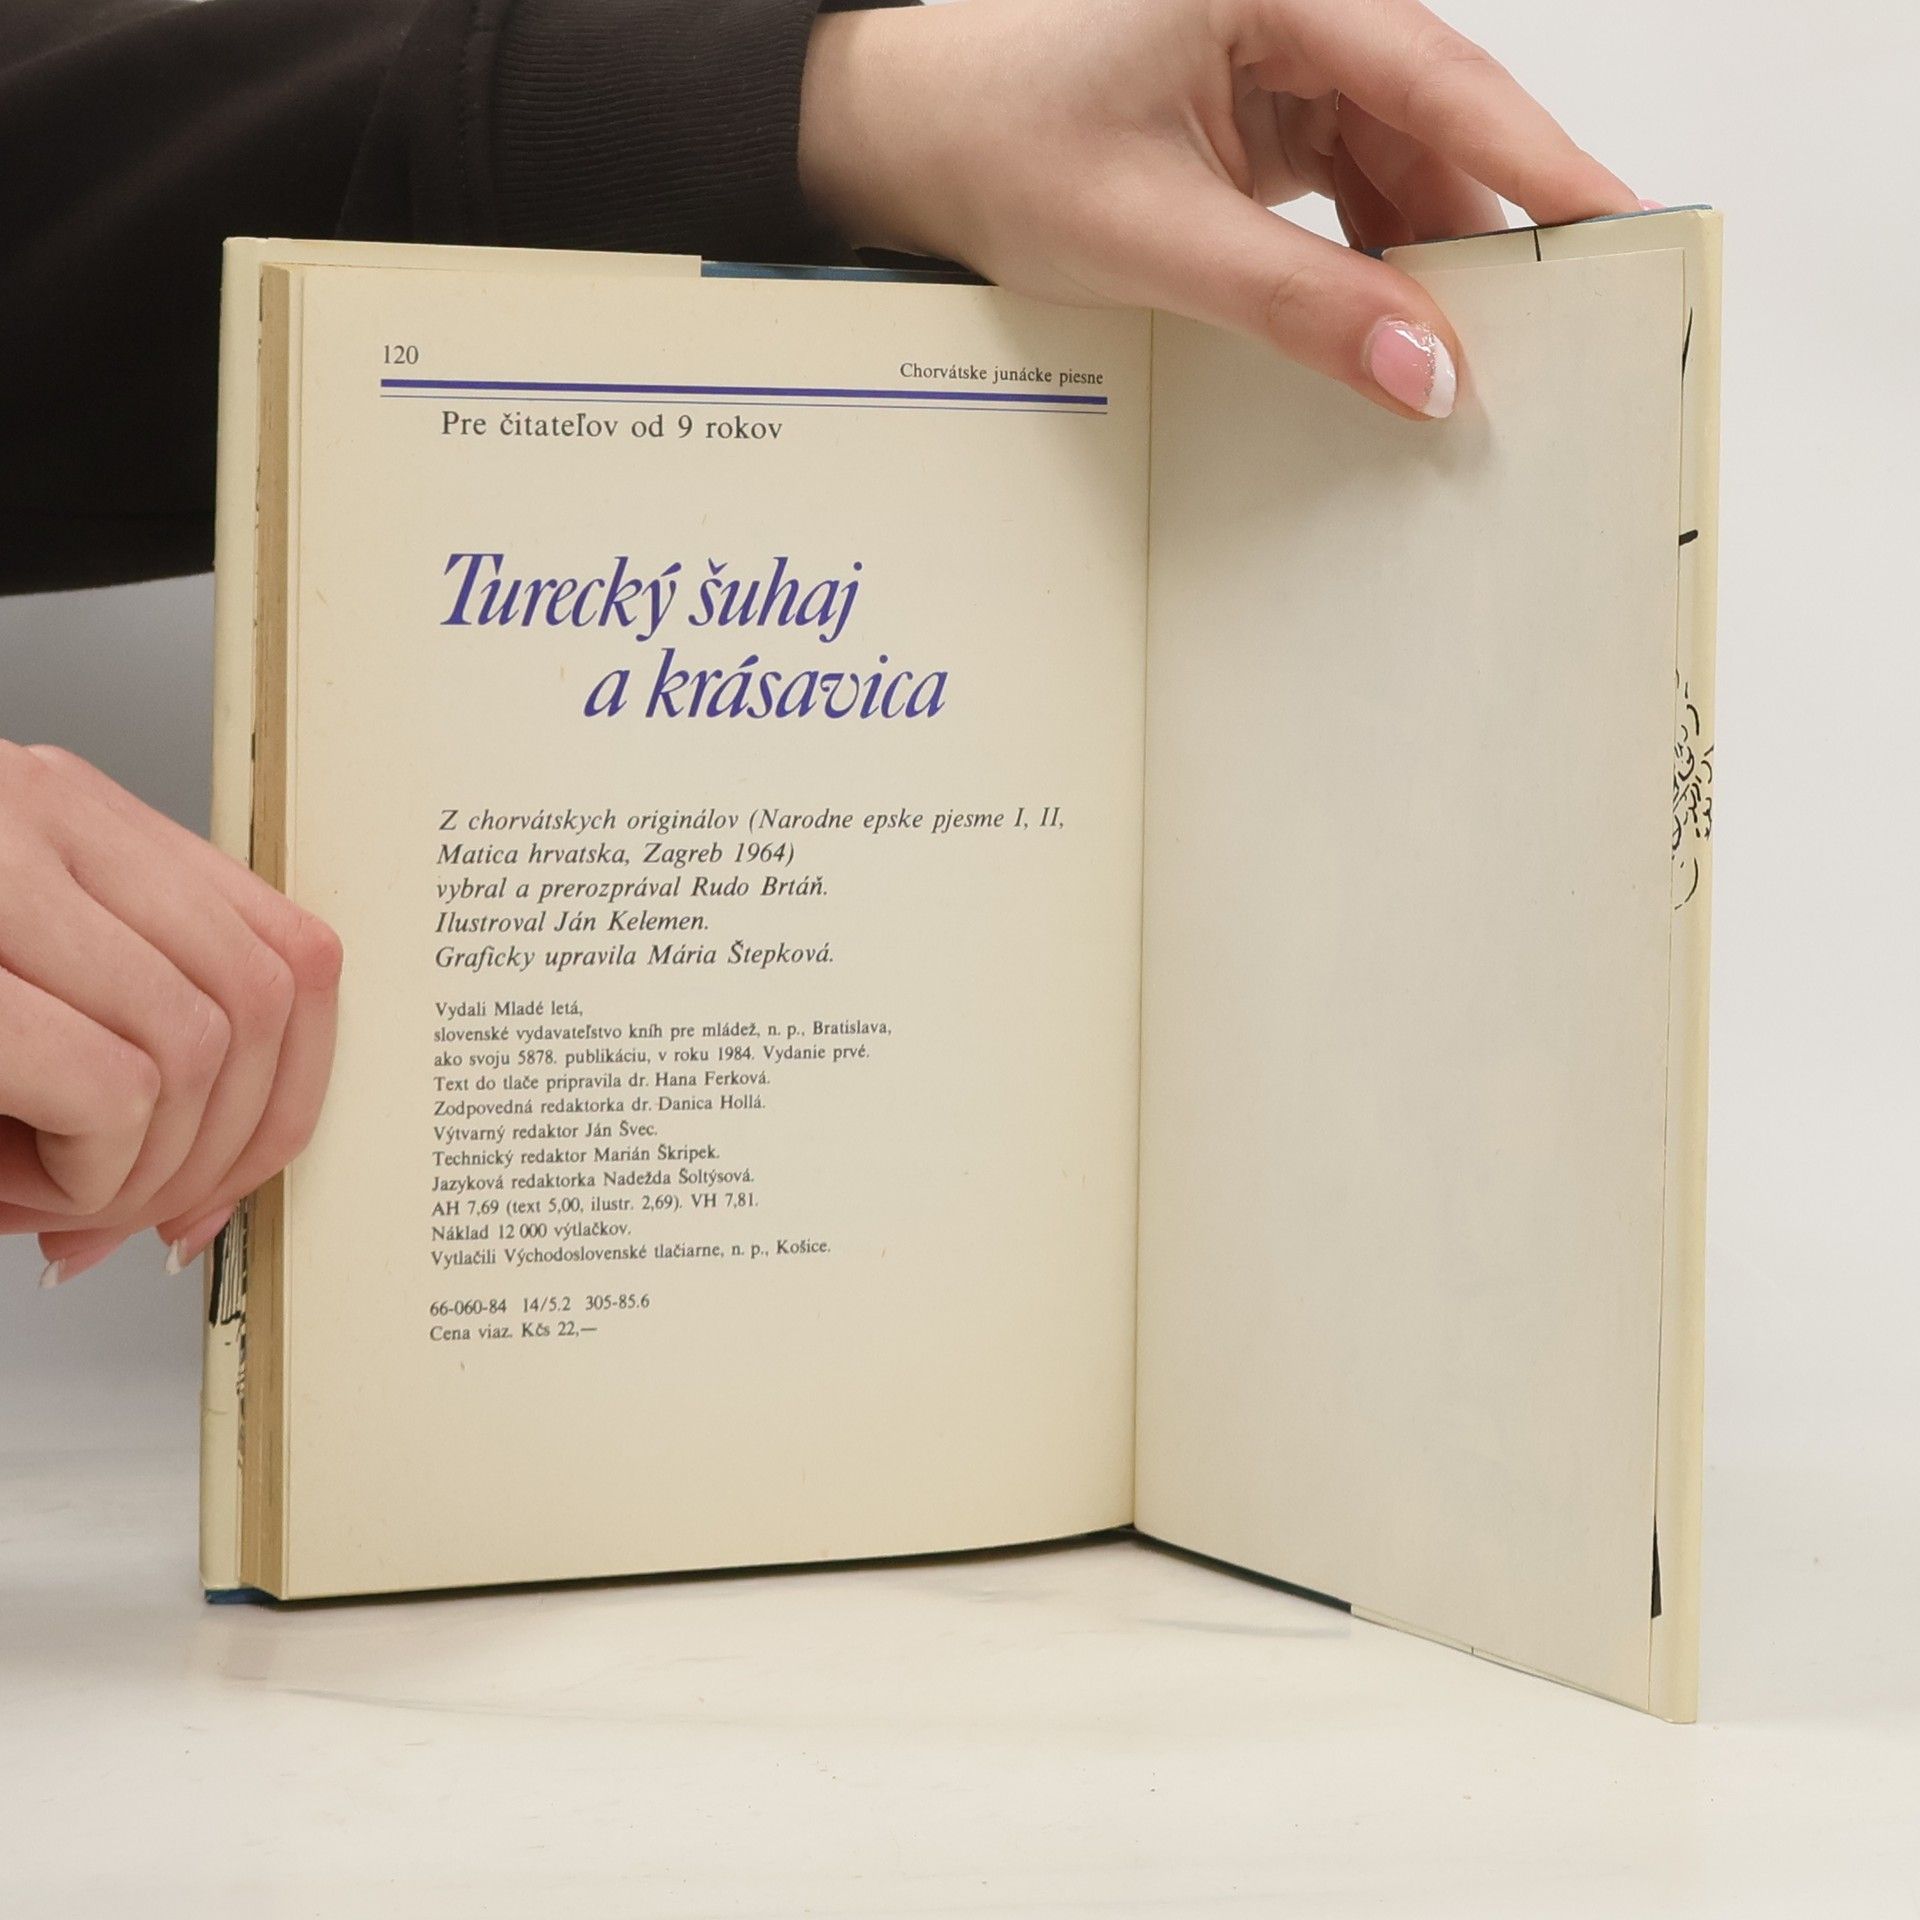 120
Chorvátske junácke piesne
Pre čitateľov od 9 rokov
Turecký šuhaj
a krásavica
Z chorvátskych originálov (Narodne epske pjesme I, II,
Matica hrvatska, Zagreb 1964)
vybral a prerozprával Rudo Brtáň.
Ilustroval Ján Kelemen.
Graficky upravila Mária Štepková.
Vydali Mladé letá,
slovenské vydavateľstvo kníh pre mládež, n. p., Bratislava,
ako svoju 5878. publikáciu, v roku 1984. Vydanie prvé.
Text do tlače pripravila dr. Hana Ferková.
Zodpovedná redaktorka dr. Danica Hollá.
Výtvarný redaktor Ján Švec.
Technický redaktor Marián Škripek.
Jazyková redaktorka Nadežda Šoltýsová.
AH 7,69 (text 5,00, ilustr. 2,69). VH 7,81.
Náklad 12 000 výtlačkov.
Vytlačili Východoslovenské tlačiarne, n. p., Košice.
66-060-84 14/5.2 305-85.6
Cena viaz. Kčs 22,—